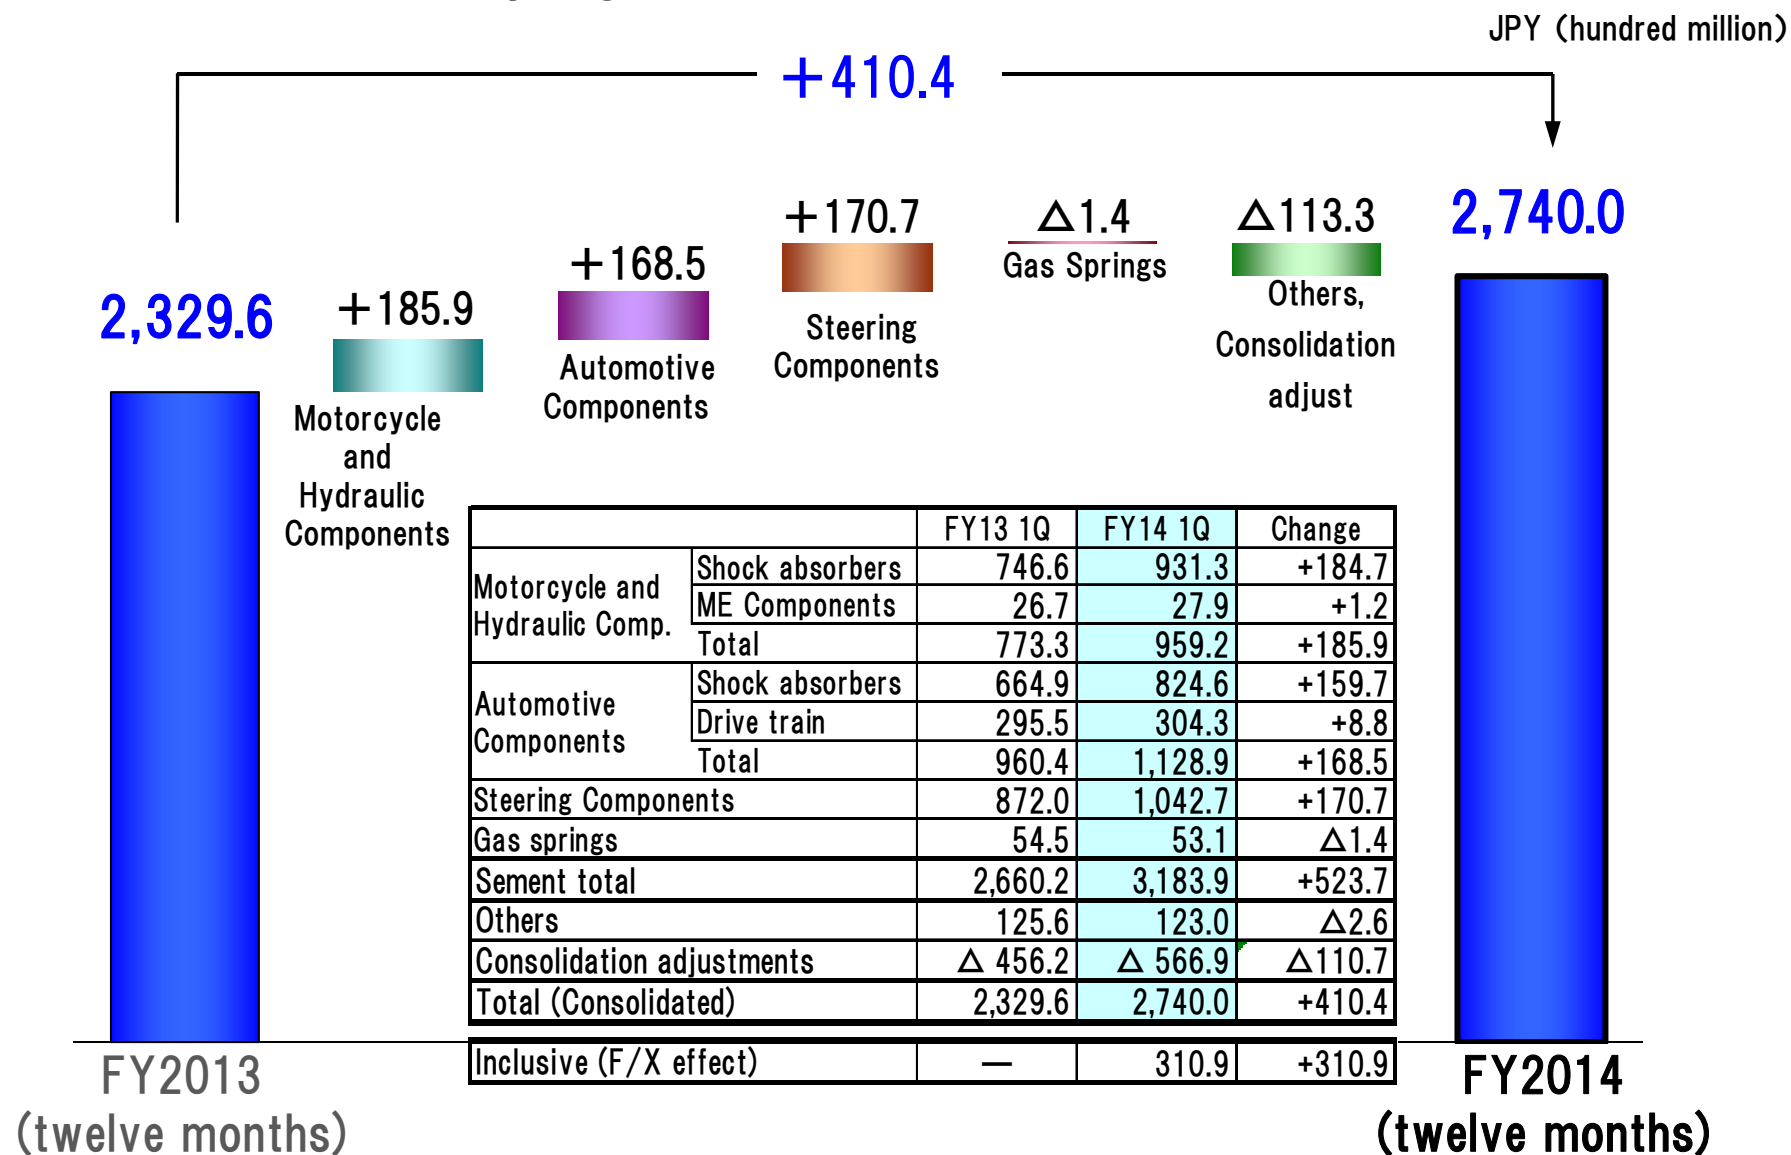 JPY (hundred million)
＋410.4
2,329.6
＋185.9
Motorcycle
and
Hydraulic
Components
＋168.5
Automotive
Components
＋170.7
Steering
Components
△1.4
Gas Springs
△113.3
Others,
Consolidation
adjust
2,740.0
FY13 1Q FY14 1Q Change
Motorcycle and
Hydraulic Comp.
Shock absorbers 746.6 931.3 +184.7
ME Components 26.7 27.9 +1.2
Total 773.3 959.2 +185.9
Automotive
Components
Shock absorbers 664.9 824.6 +159.7
Drive train 295.5 304.3 +8.8
Total 960.4 1,128.9 +168.5
Steering Components 872.0 1,042.7 +170.7
Gas springs 54.5 53.1 △1.4
Sement total 2,660.2 3,183.9 +523.7
Others 125.6 123.0 △2.6
Consolidation adjustments △ 456.2 △ 566.9 △110.7
Total (Consolidated) 2,329.6 2,740.0 +410.4
Inclusive (F/X effect) — 310.9 +310.9
FY2013
(twelve months)
FY2014
(twelve months)